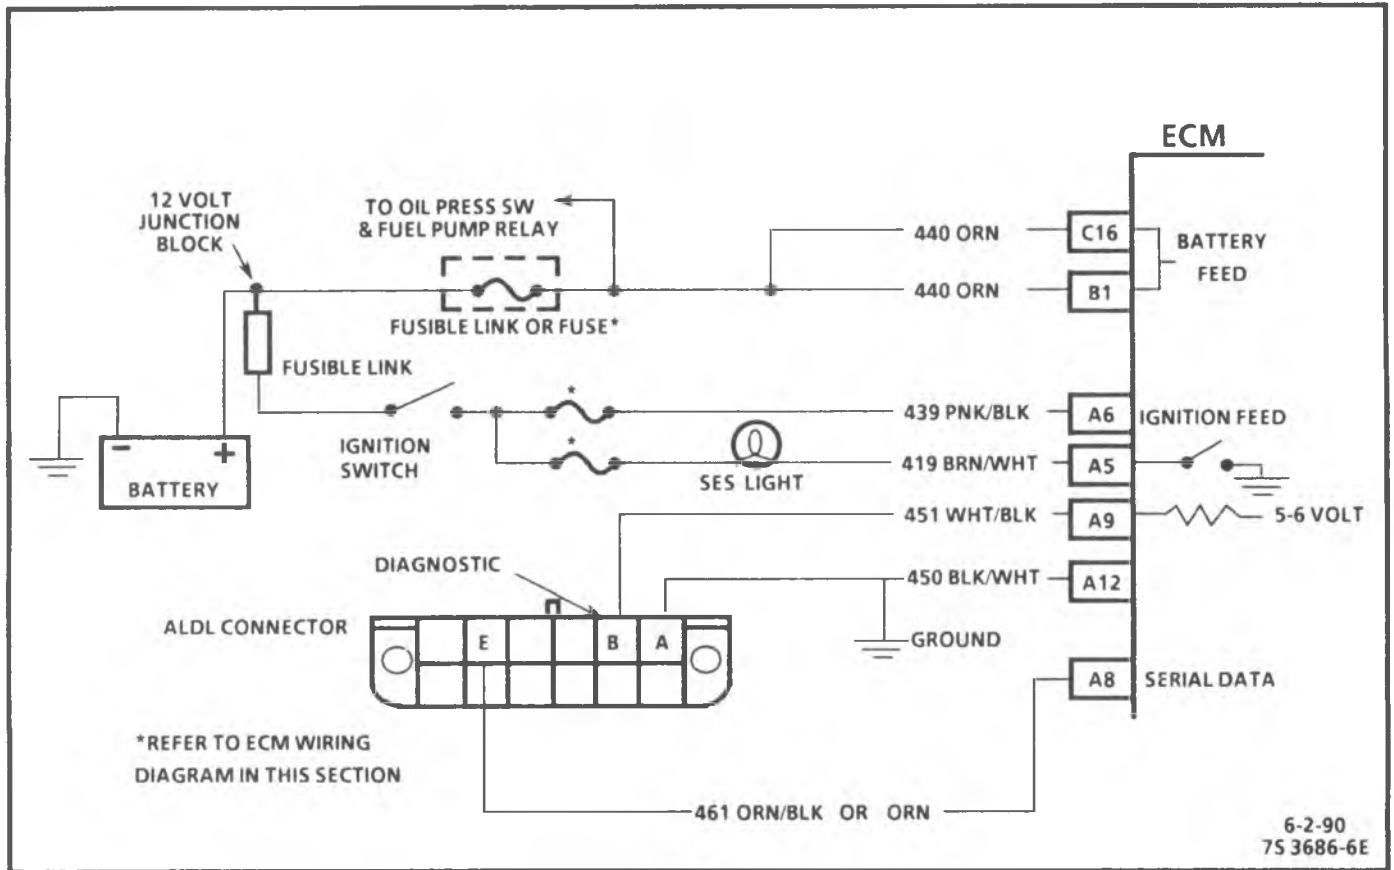 ECM
12 VOLT
JUNCTION
BLOCK
TO OIL PRESS SW
& FUEL PUMP RELAY
440 ORN
C16
BATTERY
FEED
440 ORN
B1
FUSIBLE LINK OR FUSE*
FUSIBLE LINK
*
439 PNK/BLK
A6
IGNITION FEED
IGNITION
SWITCH
*
SES LIGHT
419 BRN/WHT
A5
- +
BATTERY
451 WHT/BLK
A9
5-6 VOLT
DIAGNOSTIC
450 BLK/WHT
A12
ALDL CONNECTOR
E B A
GROUND
A8
SERIAL DATA
*REFER TO ECM WIRING
DIAGRAM IN THIS SECTION
461 ORN/BLK OR ORN
6-2-90
7S 3686-6E